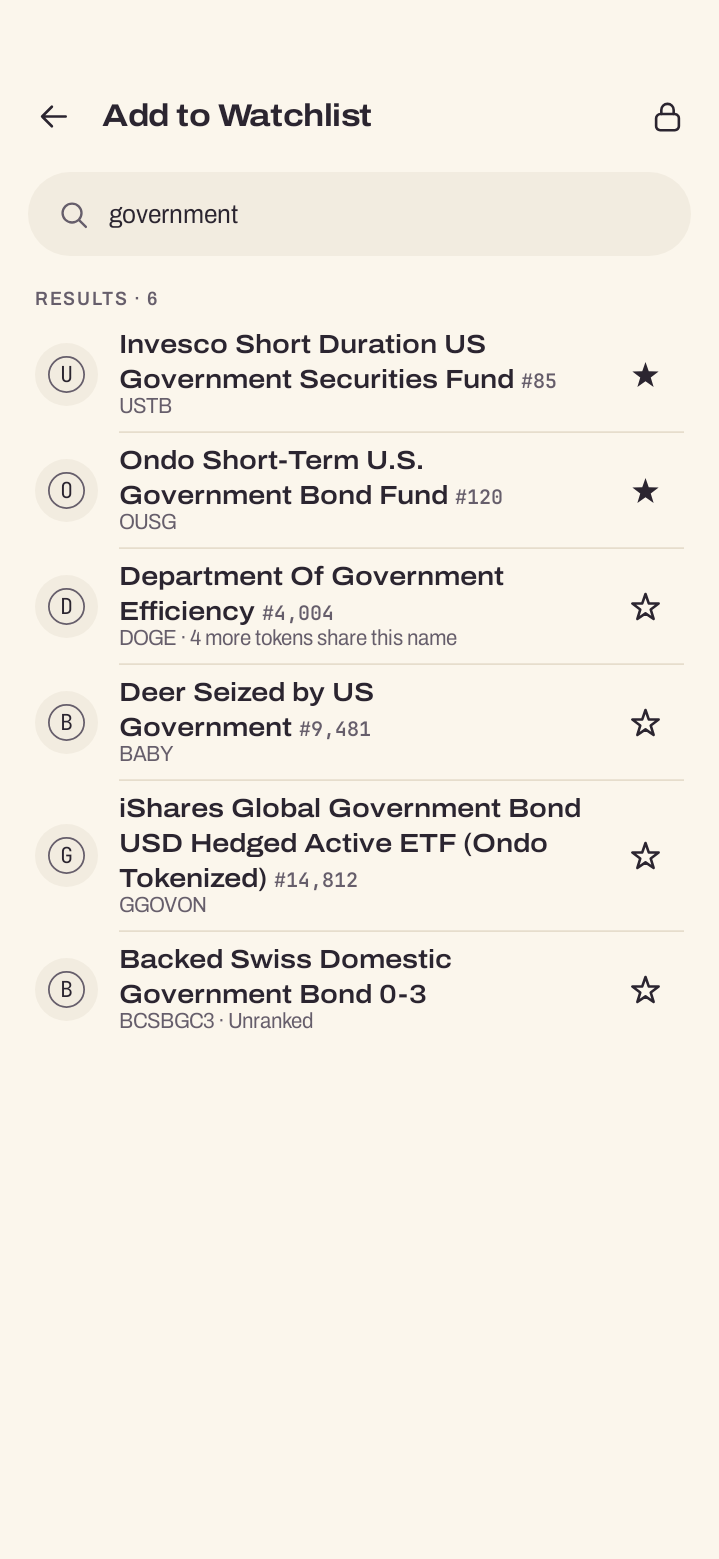 Add to Watchlist
government
RESULTS · 6
U
Invesco Short Duration US
Government Securities Fund #85
USTB
O
Ondo Short-Term U.S.
Government Bond Fund #120
OUSG
D
Department Of Government
Efficiency #4,004
DOGE · 4 more tokens share this name
B
Deer Seized by US
Government #9,481
BABY
G
iShares Global Government Bond
USD Hedged Active ETF (Ondo
Tokenized) #14,812
GGOVON
B
Backed Swiss Domestic
Government Bond 0-3
BCSBGC3 · Unranked